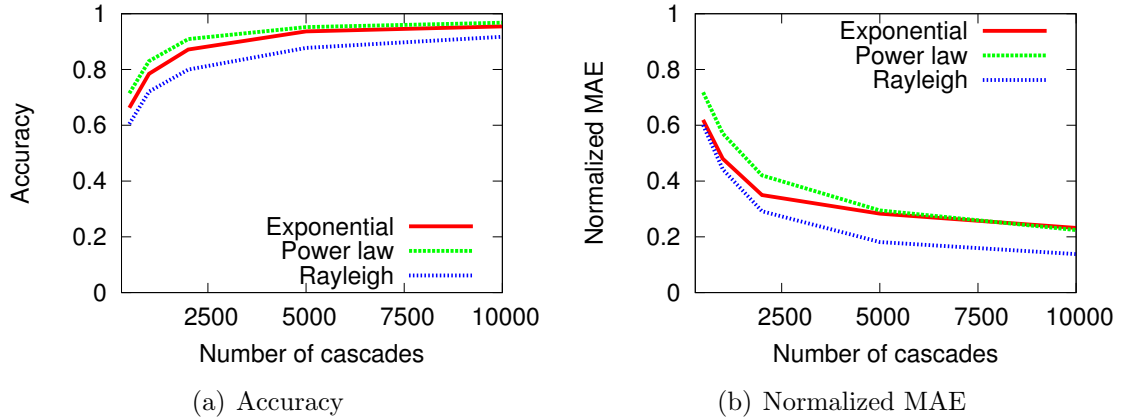 1
0.8
0.6
0.4
0.2
0
Accuracy
Exponential
Power law
Rayleigh
2500 5000 7500 10000
Number of cascades
(a) Accuracy
1
0.8
0.6
0.4
0.2
0
Normalized MAE
Exponential
Power law
Rayleigh
2500 5000 7500 10000
Number of cascades
(b) Normalized MAE